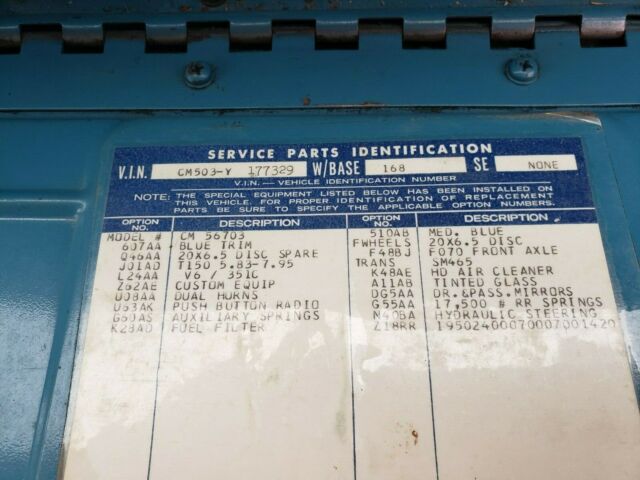 SERVICE PARTS IDENTIFICATION
V.I.N. CM503-Y 177329 W/BASE 168 SE NONE
V.I.N.—VEHICLE IDENTIFICATION NUMBER
NOTE: THE SPECIAL EQUIPMENT LISTED BELOW HAS BEEN INSTALLED ON
THIS VEHICLE. FOR PROPER IDENTIFICATION OF REPLACEMENT
PARTS BE SURE TO SPECIFY THE APPLICABLE OPTION NUMBERS.
OPTION NO. DESCRIPTION OPTION NO. DESCRIPTION
MODEL # CM 56703 510AB MED. BLUE
607AA BLUE TRIM FWHEELS 20X6.5 DISC
Q46AA 20X6.5 DISC SPARE F48BJ F070 FRONT AXLE
J01AD T150 5.83-7.95 TRANS SM465
L24AA V6 / 351C K48AE HD AIR CLEANER
Z62AE CUSTOM EQUIP A11AB TINTED GLASS
U08AA DUAL HORNS DG5AA DR.&PASS.MIRRORS
U63AK PUSH BUTTON RADIO G55AA 17,500 # RR SPRINGS
G60AS AUXILIARY SPRINGS N40BA HYDRAULIC STEERING
K28AD FUEL FILTER Z18RR 19502400070007001420